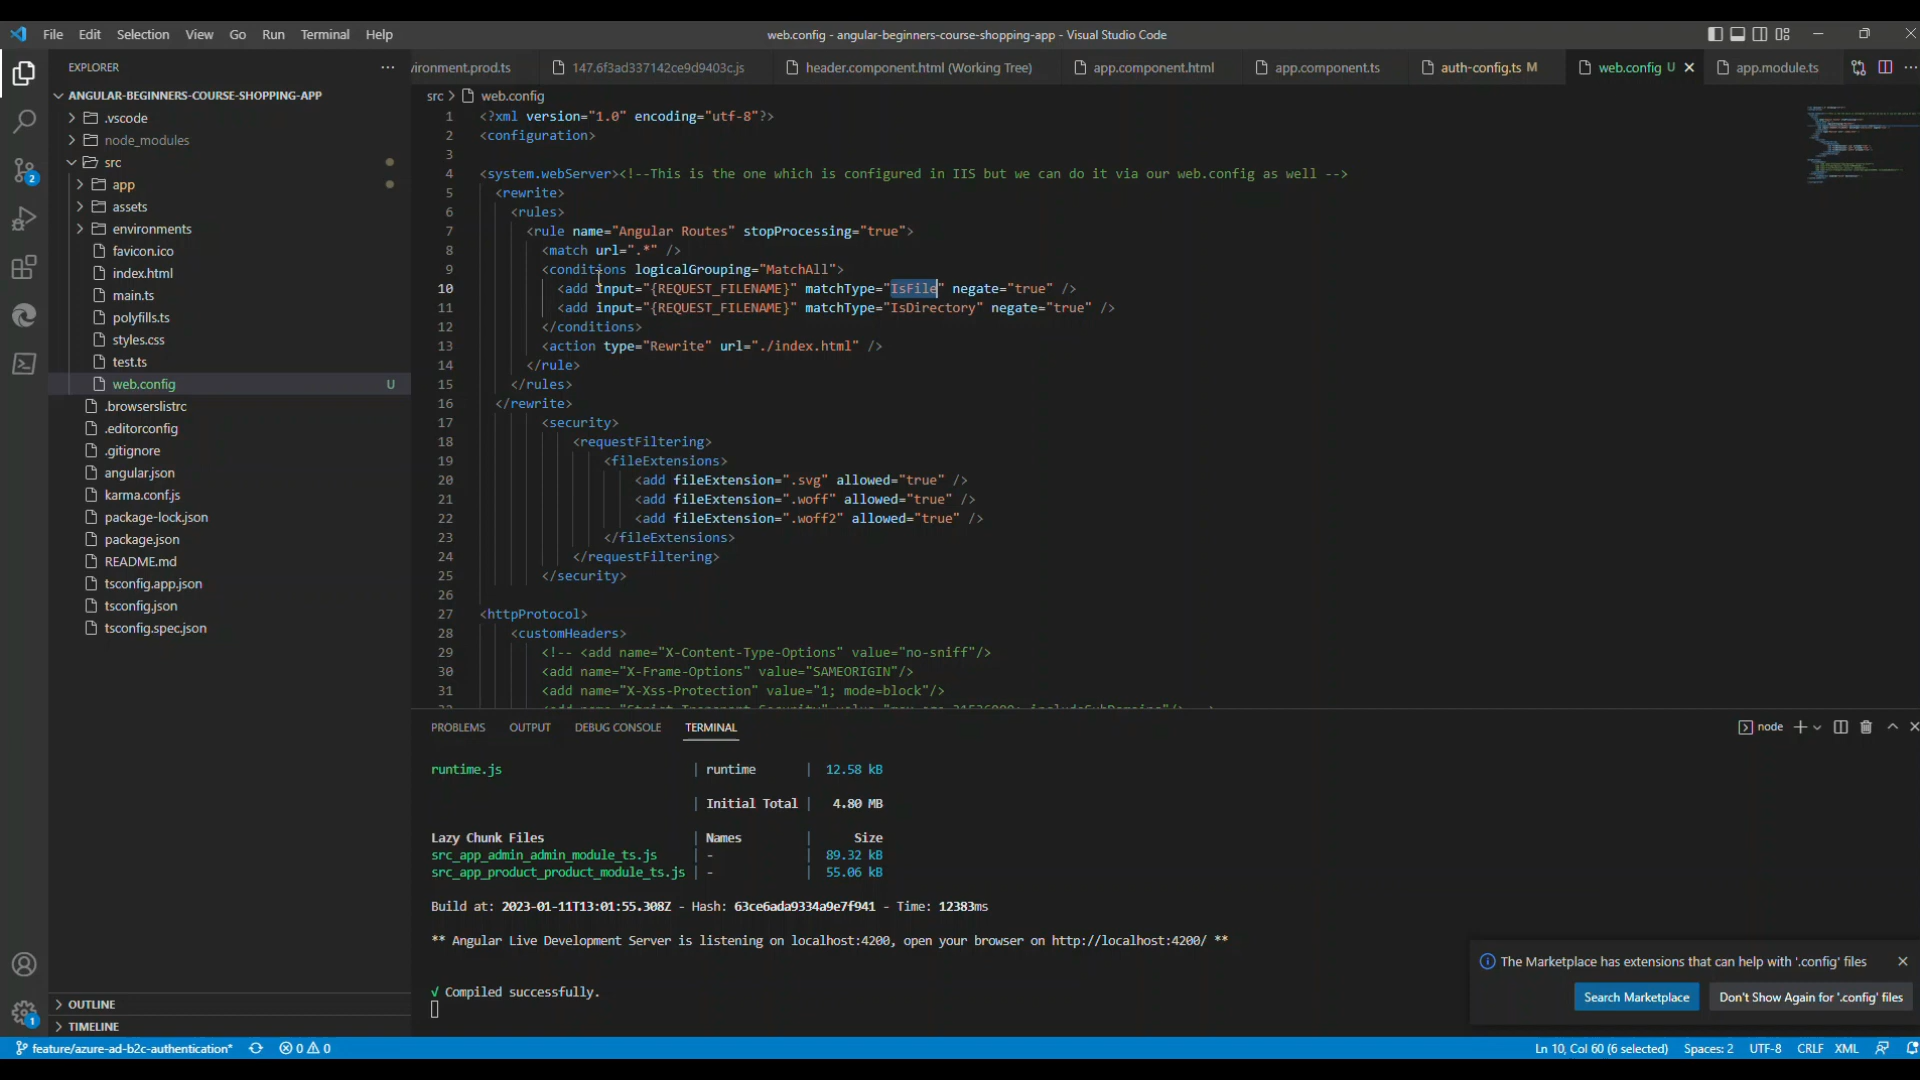 File Edit Selection View Go Run Terminal Help
web.config - angular-beginners-course-shopping-app - Visual Studio Code
EXPLORER
ANGULAR-BEGINNERS-COURSE-SHOPPING-APP
.vscode
node_modules
src
app
assets
environments
favicon.ico
index.html
main.ts
polyfills.ts
styles.css
test.ts
web.config U
.browserslistrc
.editorconfig
.gitignore
angular.json
karma.conf.js
package-lock.json
package.json
README.md
tsconfig.app.json
tsconfig.json
tsconfig.spec.json
OUTLINE
TIMELINE
2
1
ironment.prod.ts 147.6f3ad337142ce9d9403c.js header.component.html (Working Tree) app.component.html app.component.ts auth-config.ts M web.config U app.module.ts
src > web.config
1 <?xml version="1.0" encoding="utf-8"?>
2 <configuration>
3
4 <system.webServer><!--This is the one which is configured in IIS but we can do it via our web.config as well -->
5 <rewrite>
6 <rules>
7 <rule name="Angular Routes" stopProcessing="true">
8 <match url=".*" />
9 <conditions logicalGrouping="MatchAll">
10 <add input="{REQUEST_FILENAME}" matchType="IsFile" negate="true" />
11 <add input="{REQUEST_FILENAME}" matchType="IsDirectory" negate="true" />
12 </conditions>
13 <action type="Rewrite" url="./index.html" />
14 </rule>
15 </rules>
16 </rewrite>
17 <security>
18 <requestFiltering>
19 <fileExtensions>
20 <add fileExtension=".svg" allowed="true" />
21 <add fileExtension=".woff" allowed="true" />
22 <add fileExtension=".woff2" allowed="true" />
23 </fileExtensions>
24 </requestFiltering>
25 </security>
26
27 <httpProtocol>
28 <customHeaders>
29 <!-- <add name="X-Content-Type-Options" value="no-sniff"/>
30 <add name="X-Frame-Options" value="SAMEORIGIN"/>
31 <add name="X-Xss-Protection" value="1; mode=block"/>
PROBLEMS OUTPUT DEBUG CONSOLE TERMINAL
node
runtime.js | runtime | 12.58 kB
| Initial Total | 4.80 MB
Lazy Chunk Files | Names | Size
src_app_admin_admin_module_ts.js | - | 89.32 kB
src_app_product_product_module_ts.js | - | 55.06 kB
Build at: 2023-01-11T13:01:55.308Z - Hash: 63ce6ada9334a9e7f941 - Time: 12383ms
** Angular Live Development Server is listening on localhost:4200, open your browser on http://localhost:4200/ **
√ Compiled successfully.
The Marketplace has extensions that can help with '.config' files
Search Marketplace
Don't Show Again for '.config' files
feature/azure-ad-b2c-authentication* 0 0 Ln 10, Col 60 (6 selected) Spaces: 2 UTF-8 CRLF XML